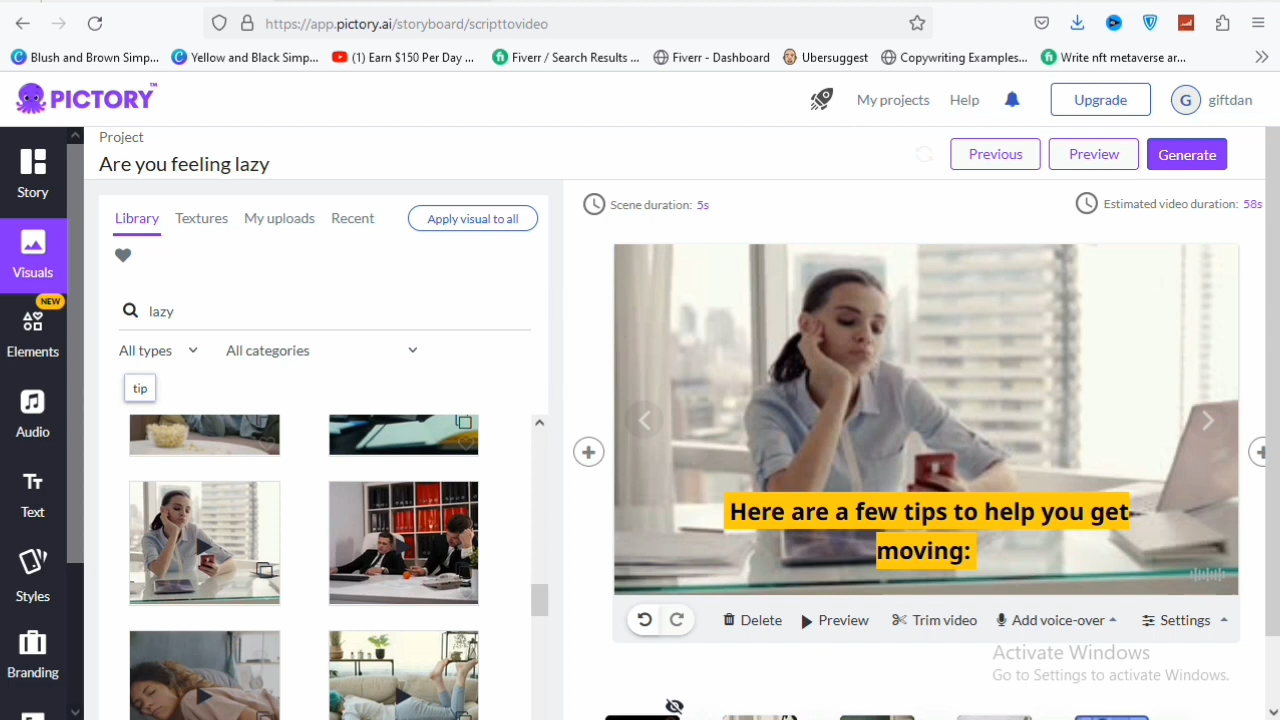 https://app.pictory.ai/storyboard/scripttovideo
Blush and Brown Simp...
Yellow and Black Simp...
(1) Earn $150 Per Day ...
Fiverr / Search Results ...
Fiverr - Dashboard
Ubersuggest
Copywriting Examples...
Write nft metaverse ar...
PICTORY™
My projects
Help
Upgrade
G
giftdan
Project
Are you feeling lazy
Previous
Preview
Generate
Story
Visuals
NEW
Elements
Audio
Text
Styles
Branding
Library
Textures
My uploads
Recent
Apply visual to all
lazy
All types
All categories
tip
Scene duration: 5s
Estimated video duration: 58s
Here are a few tips to help you get
moving:
Delete
Preview
Trim video
Add voice-over
Settings
Activate Windows
Go to Settings to activate Windows.